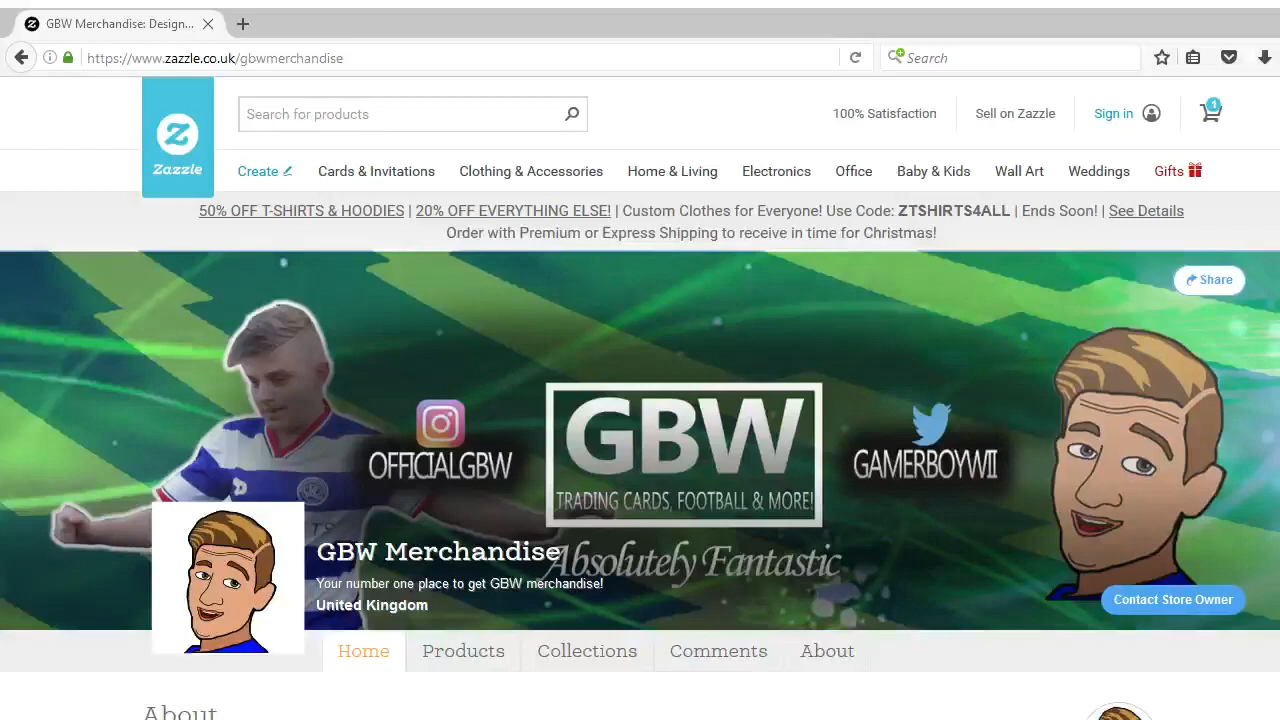 GBW Merchandise: Design...
https://www.zazzle.co.uk/gbwmerchandise
Search
Zazzle
Search for products
100% Satisfaction
Sell on Zazzle
Sign in
1
Create
Cards & Invitations
Clothing & Accessories
Home & Living
Electronics
Office
Baby & Kids
Wall Art
Weddings
Gifts
50% OFF T-SHIRTS & HOODIES | 20% OFF EVERYTHING ELSE! | Custom Clothes for Everyone! Use Code: ZTSHIRTS4ALL | Ends Soon! | See Details
Order with Premium or Express Shipping to receive in time for Christmas!
Share
OFFICIALGBW
GBW
TRADING CARDS, FOOTBALL & MORE!
GAMERBOYWII
Absolutely Fantastic
GBW Merchandise
Your number one place to get GBW merchandise!
United Kingdom
Contact Store Owner
Home
Products
Collections
Comments
About
About